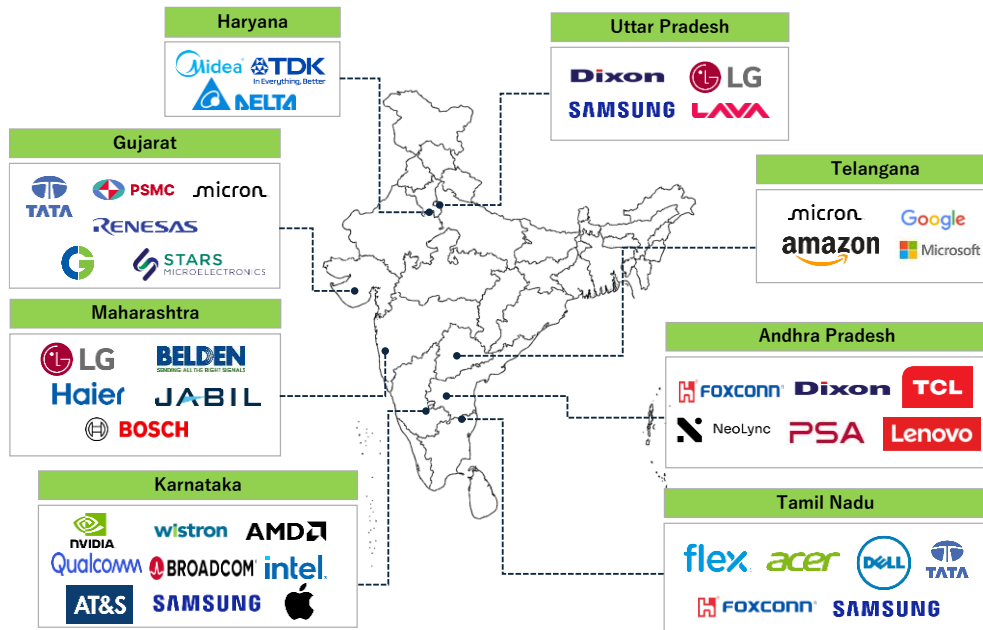 Haryana
Midea TDK
In Everything, Better
DELTA
Uttar Pradesh
Dixon LG
SAMSUNG LAVA
Gujarat
TATA PSMC micron
RENESAS
STARS
MICROELECTRONICS
Telangana
micron Google
amazon Microsoft
Maharashtra
LG BELDEN
SENDING ALL THE RIGHT SIGNALS
Haier JABIL
BOSCH
Andhra Pradesh
FOXCONN Dixon TCL
NeoLync PSA Lenovo
Karnataka
NVIDIA wistron AMD
Qualcomm BROADCOM intel.
AT&S SAMSUNG
Tamil Nadu
flex acer DELL TATA
FOXCONN SAMSUNG